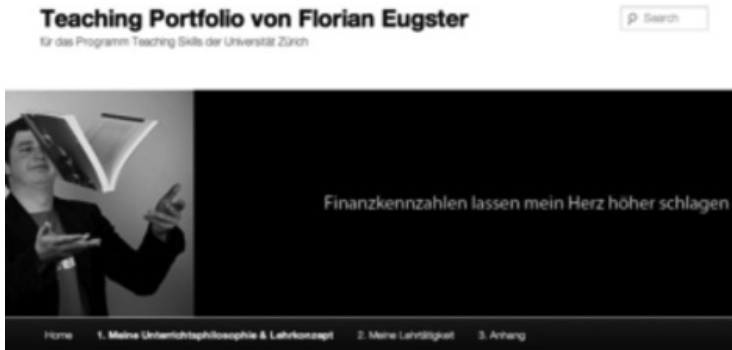 Teaching Portfolio von Florian Eugster
Search
für das Programm Teaching Skills der Universität Zürich
Finanzkennzahlen lassen mein Herz höher schlagen
Home 1. Meine Unterrichtsphilosophie & Lehrkonzept 2. Meine Lehrtätigkeit 3. Anhang